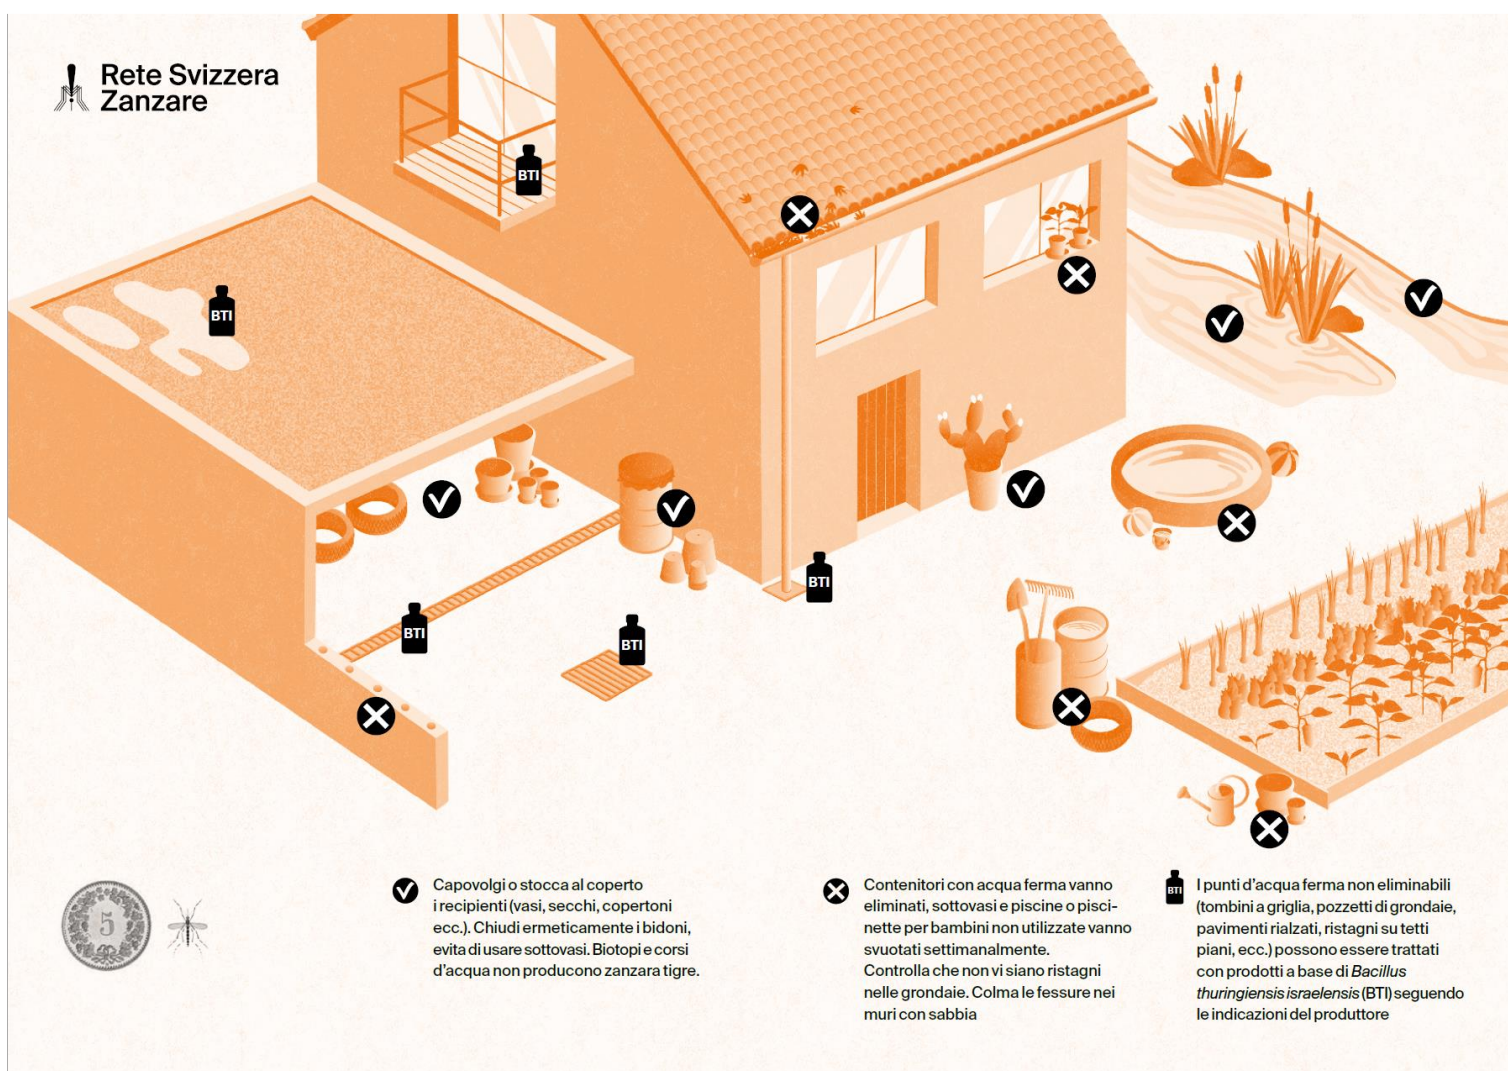 Rete Svizzera
Zanzare
BTI
BTI
BTI
BTI
BTI
5
Capovolgi o stocca al coperto
i recipienti (vasi, secchi, copertoni
ecc.). Chiudi ermeticamente i bidoni,
evita di usare sottovasi. Biotopi e corsi
d'acqua non producono zanzara tigre.
Contenitori con acqua ferma vanno
eliminati, sottovasi e piscine o pisci-
nette per bambini non utilizzate vanno
svuotati settimanalmente.
Controlla che non vi siano ristagni
nelle grondaie. Colma le fessure nei
muri con sabbia
BTI
I punti d'acqua ferma non eliminabili
(tombini a griglia, pozzetti di grondaie,
pavimenti rialzati, ristagni su tetti
piani, ecc.) possono essere trattati
con prodotti a base di Bacillus
thuringiensis israelensis (BTI) seguendo
le indicazioni del produttore